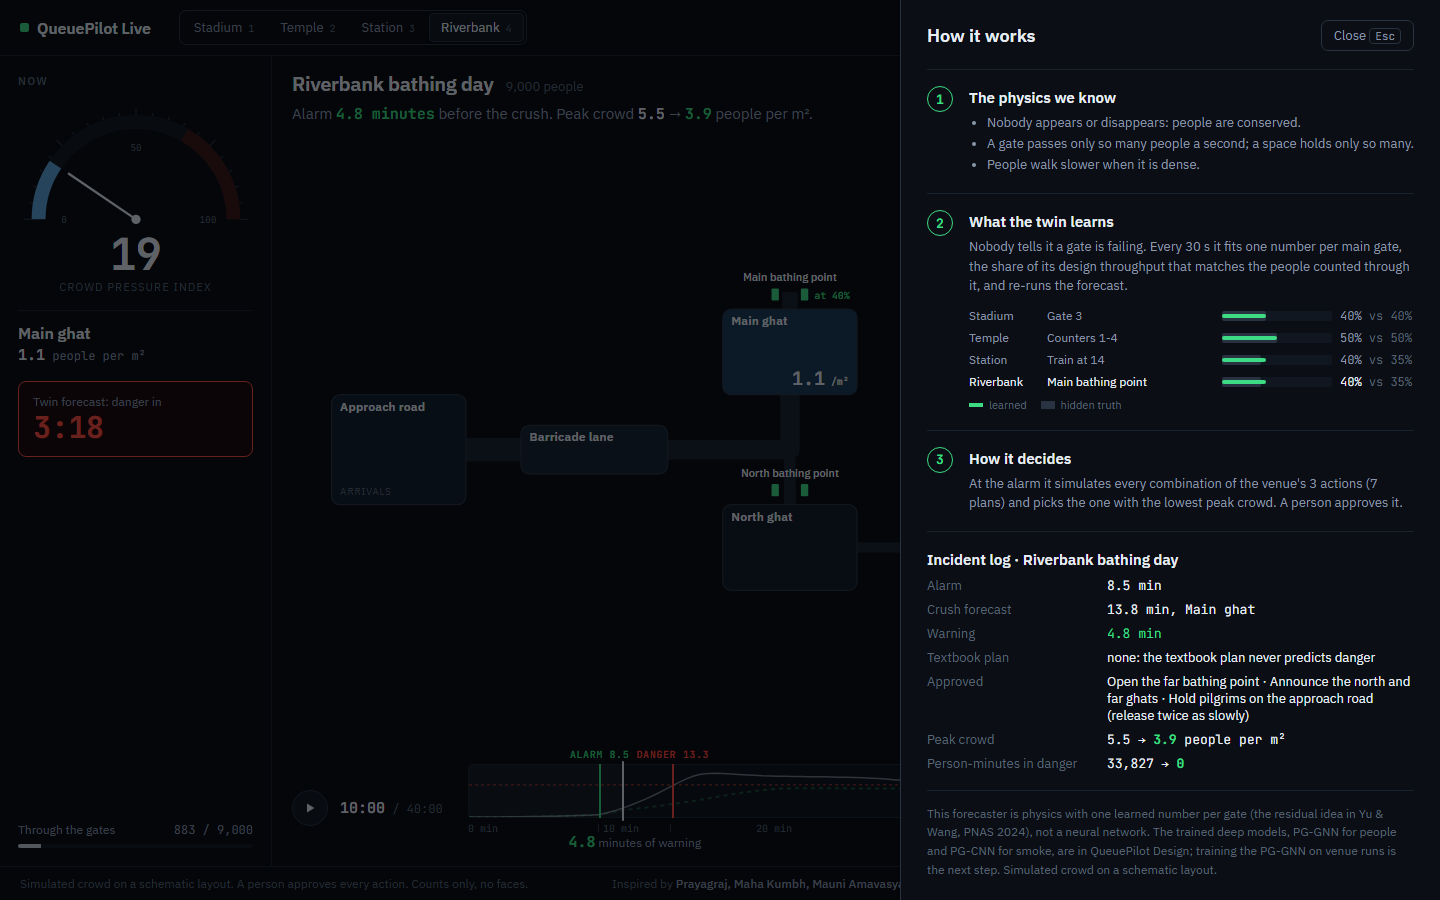 QueuePilot Live
Stadium 1
Temple 2
Station 3
Riverbank 4
NOW
50
0
100
19
CROWD PRESSURE INDEX
Main ghat
1.1 people per m²
Twin forecast: danger in
3:18
Through the gates 883 / 9,000
Riverbank bathing day 9,000 people
Alarm 4.8 minutes before the crush. Peak crowd 5.5 → 3.9 people per m².
Main bathing point
at 40%
Main ghat
1.1 /m²
Approach road
ARRIVALS
Barricade lane
North bathing point
North ghat
ALARM 8.5 DANGER 13.3
10:00 / 40:00
0 min 10 min 20 min
4.8 minutes of warning
Simulated crowd on a schematic layout. A person approves every action. Counts only, no faces.
Inspired by Prayagraj, Maha Kumbh, Mauni Amavasya
How it works
Close Esc
1 The physics we know
• Nobody appears or disappears: people are conserved.
• A gate passes only so many people a second; a space holds only so many.
• People walk slower when it is dense.
2 What the twin learns
Nobody tells it a gate is failing. Every 30 s it fits one number per main gate,
the share of its design throughput that matches the people counted through
it, and re-runs the forecast.
Stadium Gate 3 40% vs 40%
Temple Counters 1-4 50% vs 50%
Station Train at 14 40% vs 35%
Riverbank Main bathing point 40% vs 35%
learned hidden truth
3 How it decides
At the alarm it simulates every combination of the venue's 3 actions (7
plans) and picks the one with the lowest peak crowd. A person approves it.
Incident log · Riverbank bathing day
Alarm 8.5 min
Crush forecast 13.8 min, Main ghat
Warning 4.8 min
Textbook plan none: the textbook plan never predicts danger
Approved Open the far bathing point · Announce the north and
far ghats · Hold pilgrims on the approach road
(release twice as slowly)
Peak crowd 5.5 → 3.9 people per m²
Person-minutes in danger 33,827 → 0
This forecaster is physics with one learned number per gate (the residual idea in Yu &
Wang, PNAS 2024), not a neural network. The trained deep models, PG-GNN for people
and PG-CNN for smoke, are in QueuePilot Design; training the PG-GNN on venue runs is
the next step. Simulated crowd on a schematic layout.